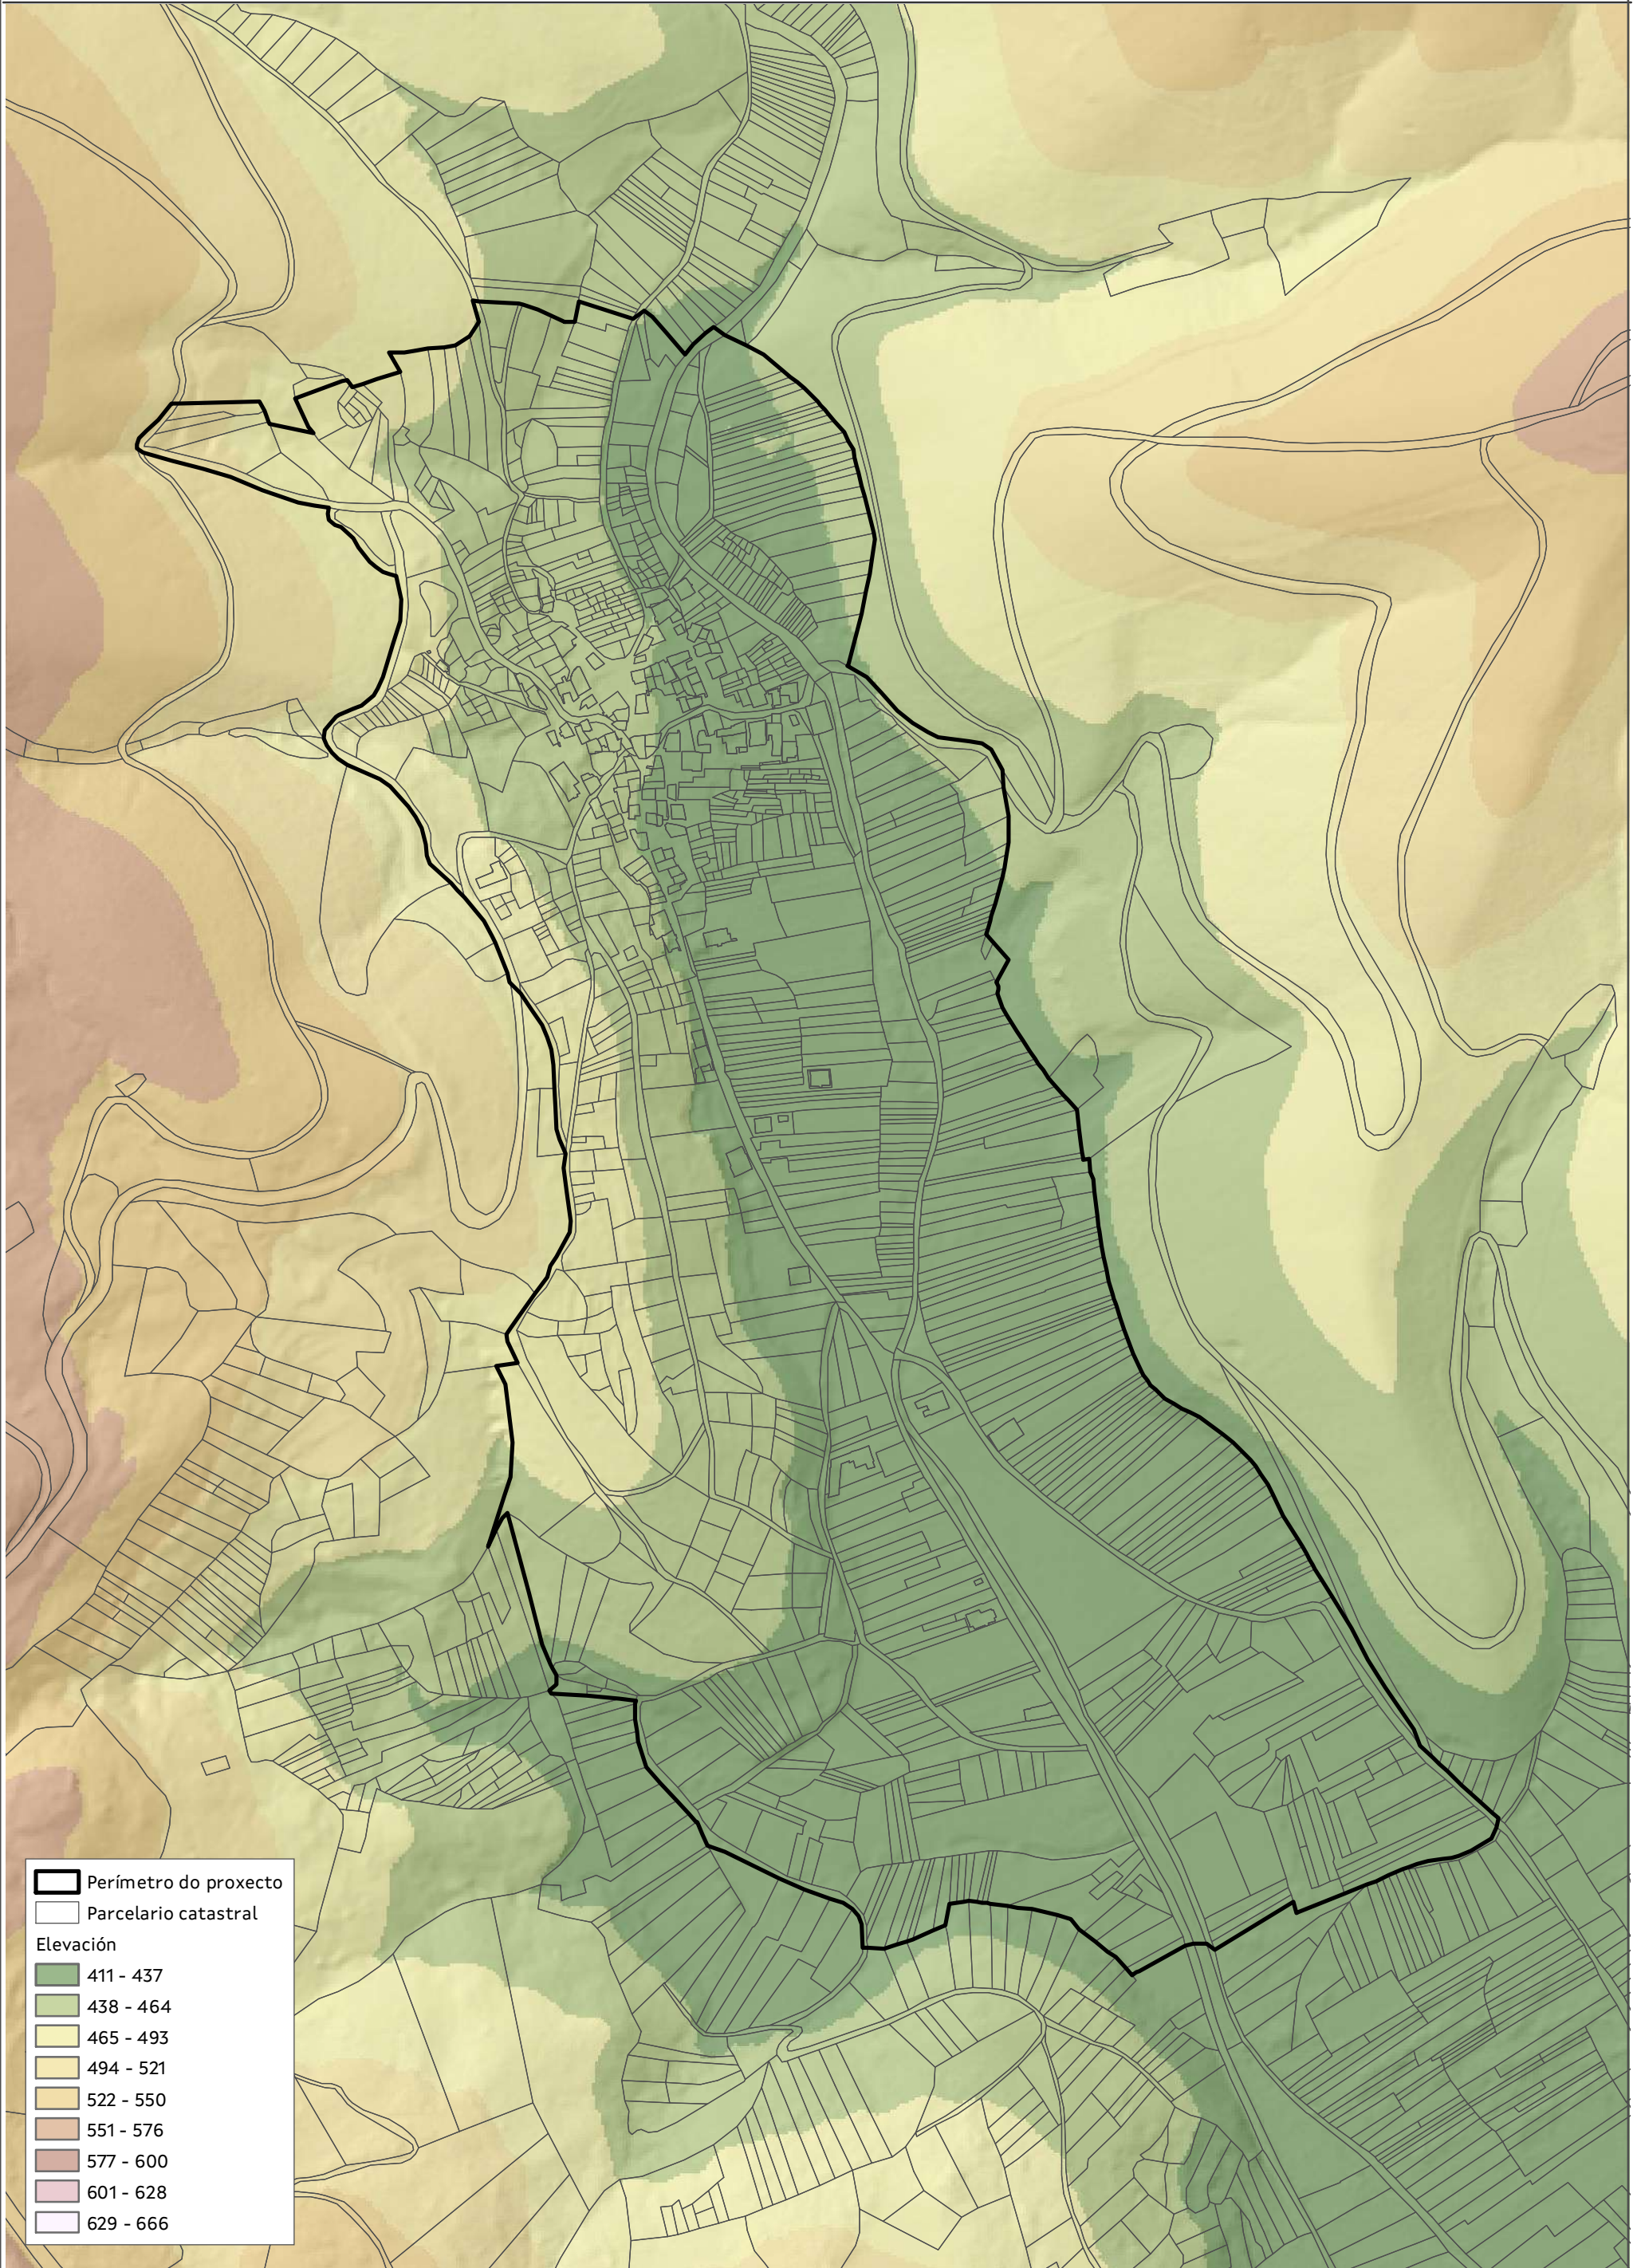 Perímetro do proxecto
Parcelario catastral
Elevación
411 - 437
438 - 464
465 - 493
494 - 521
522 - 550
551 - 576
577 - 600
601 - 628
629 - 666